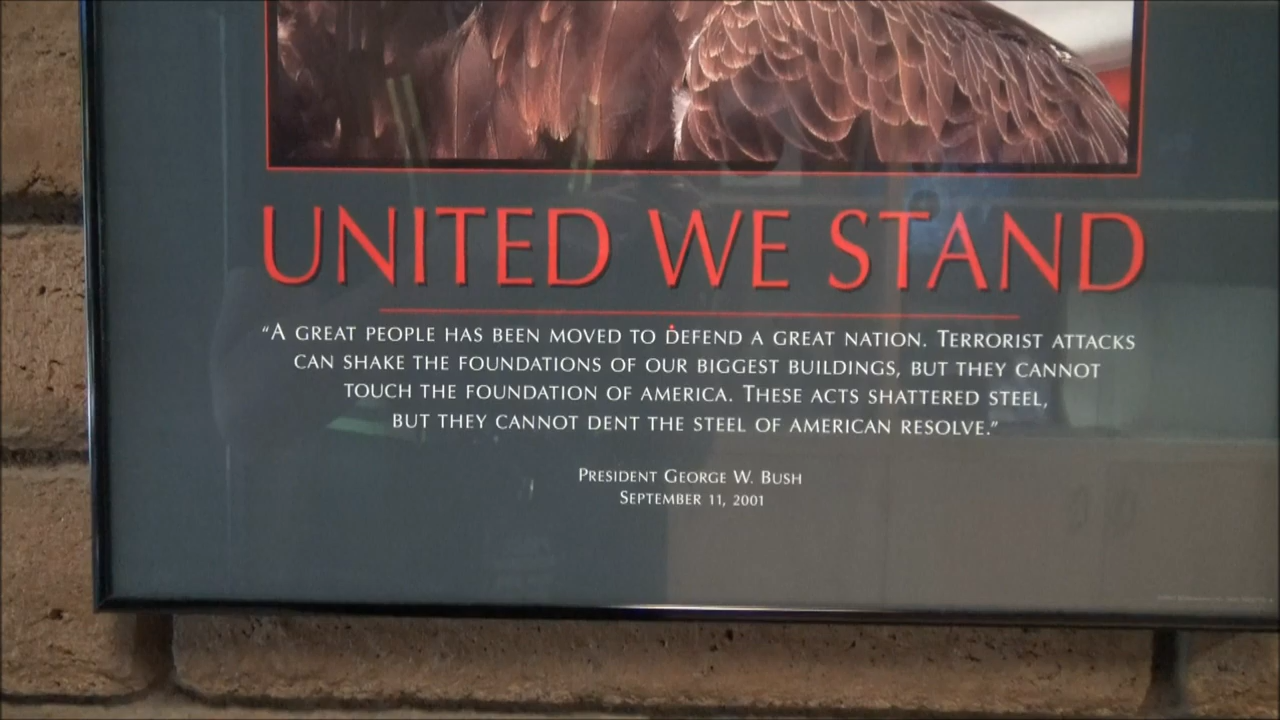 UNITED WE STAND
“A GREAT PEOPLE HAS BEEN MOVED TO DEFEND A GREAT NATION. TERRORIST ATTACKS
CAN SHAKE THE FOUNDATIONS OF OUR BIGGEST BUILDINGS, BUT THEY CANNOT
TOUCH THE FOUNDATION OF AMERICA. THESE ACTS SHATTERED STEEL,
BUT THEY CANNOT DENT THE STEEL OF AMERICAN RESOLVE.”
PRESIDENT GEORGE W. BUSH
SEPTEMBER 11, 2001